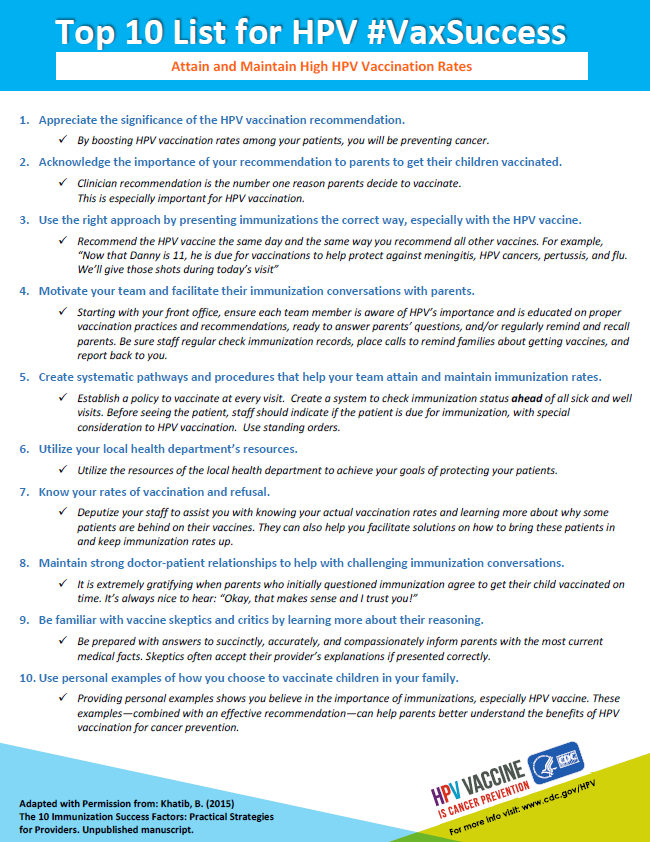 Top 10 List for HPV #VaxSuccess
Attain and Maintain High HPV Vaccination Rates
1. Appreciate the significance of the HPV vaccination recommendation.
✓ By boosting HPV vaccination rates among your patients, you will be preventing cancer.
2. Acknowledge the importance of your recommendation to parents to get their children vaccinated.
✓ Clinician recommendation is the number one reason parents decide to vaccinate.
This is especially important for HPV vaccination.
3. Use the right approach by presenting immunizations the correct way, especially with the HPV vaccine.
✓ Recommend the HPV vaccine the same day and the same way you recommend all other vaccines. For example,
“Now that Danny is 11, he is due for vaccinations to help protect against meningitis, HPV cancers, pertussis, and flu.
We’ll give those shots during today’s visit”
4. Motivate your team and facilitate their immunization conversations with parents.
✓ Starting with your front office, ensure each team member is aware of HPV’s importance and is educated on proper
vaccination practices and recommendations, ready to answer parents’ questions, and/or regularly remind and recall
parents. Be sure staff regular check immunization records, place calls to remind families about getting vaccines, and
report back to you.
5. Create systematic pathways and procedures that help your team attain and maintain immunization rates.
✓ Establish a policy to vaccinate at every visit. Create a system to check immunization status ahead of all sick and well
visits. Before seeing the patient, staff should indicate if the patient is due for immunization, with special
consideration to HPV vaccination. Use standing orders.
6. Utilize your local health department’s resources.
✓ Utilize the resources of the local health department to achieve your goals of protecting your patients.
7. Know your rates of vaccination and refusal.
✓ Deputize your staff to assist you with knowing your actual vaccination rates and learning more about why some
patients are behind on their vaccines. They can also help you facilitate solutions on how to bring these patients in
and keep immunization rates up.
8. Maintain strong doctor-patient relationships to help with challenging immunization conversations.
✓ It is extremely gratifying when parents who initially questioned immunization agree to get their child vaccinated on
time. It’s always nice to hear: “Okay, that makes sense and I trust you!”
9. Be familiar with vaccine skeptics and critics by learning more about their reasoning.
✓ Be prepared with answers to succinctly, accurately, and compassionately inform parents with the most current
medical facts. Skeptics often accept their provider’s explanations if presented correctly.
10. Use personal examples of how you choose to vaccinate children in your family.
✓ Providing personal examples shows you believe in the importance of immunizations, especially HPV vaccine. These
examples—combined with an effective recommendation—can help parents better understand the benefits of HPV
vaccination for cancer prevention.
HPV VACCINE
IS CANCER PREVENTION
CDC
For more info visit: www.cdc.gov/HPV
Adapted with Permission from: Khatib, B. (2015)
The 10 Immunization Success Factors: Practical Strategies
for Providers. Unpublished manuscript.